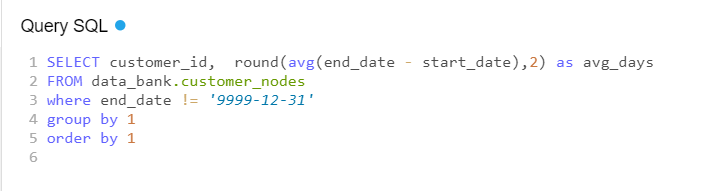 Query SQL
1 SELECT customer_id,  round(avg(end_date - start_date),2) as avg_days
2 FROM data_bank.customer_nodes
3 where end_date != '9999-12-31'
4 group by 1
5 order by 1
6